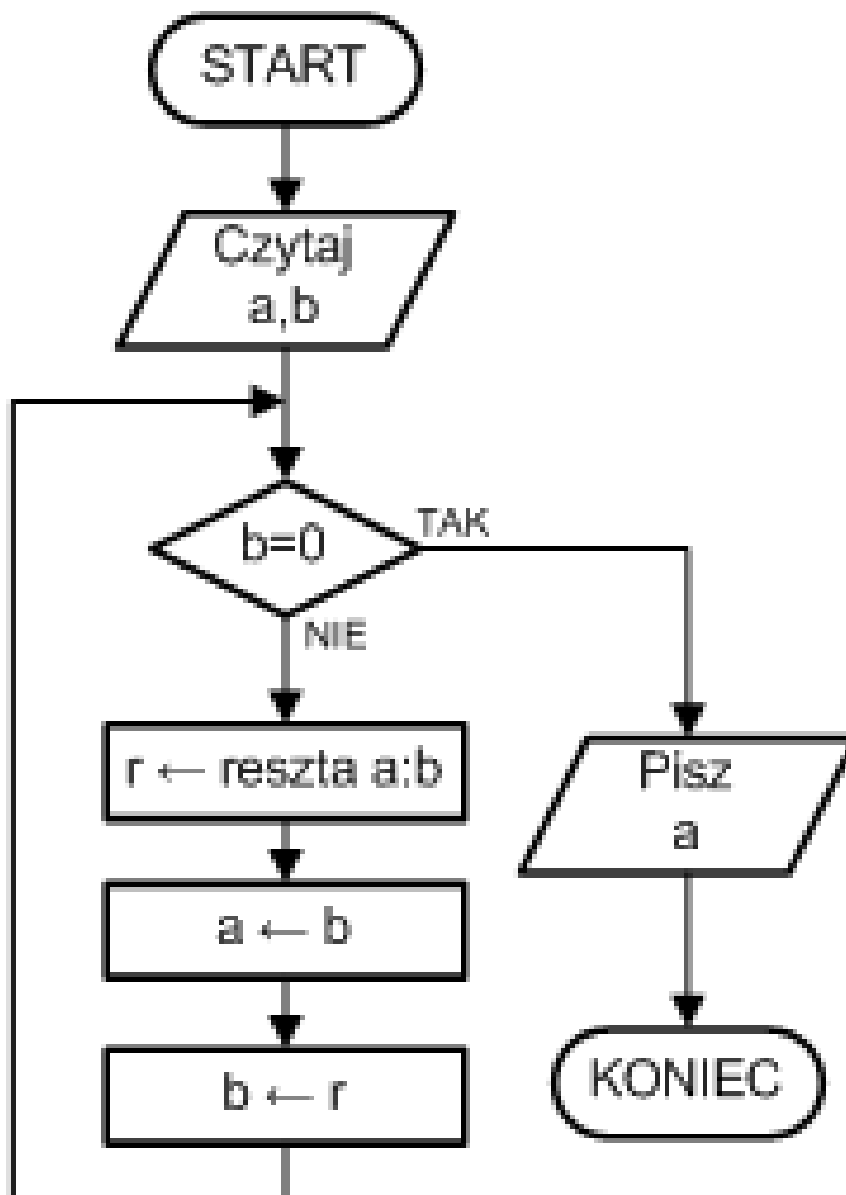 START
Czytaj
a,b
b=0
TAK
NIE
r ← reszta a:b
a ← b
b ← r
Pisz
a
KONIEC